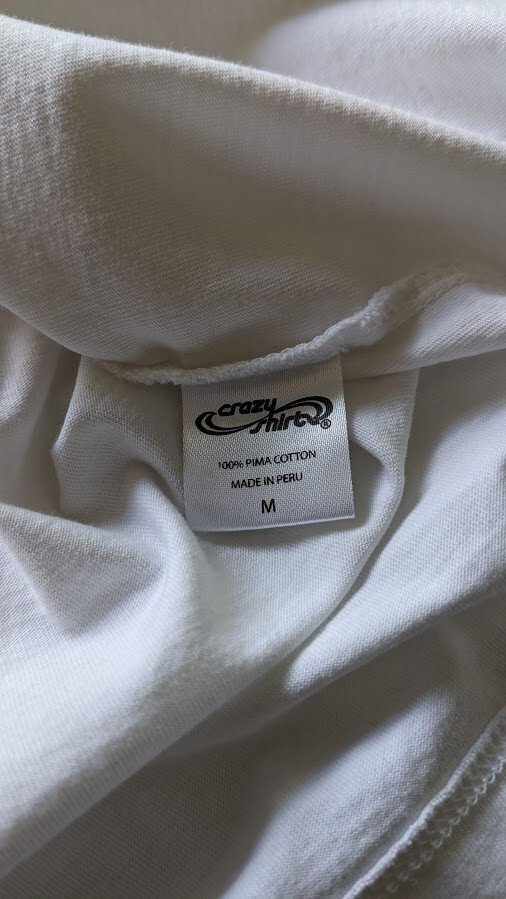 crazy
shirts®
100% PIMA COTTON
MADE IN PERU
M